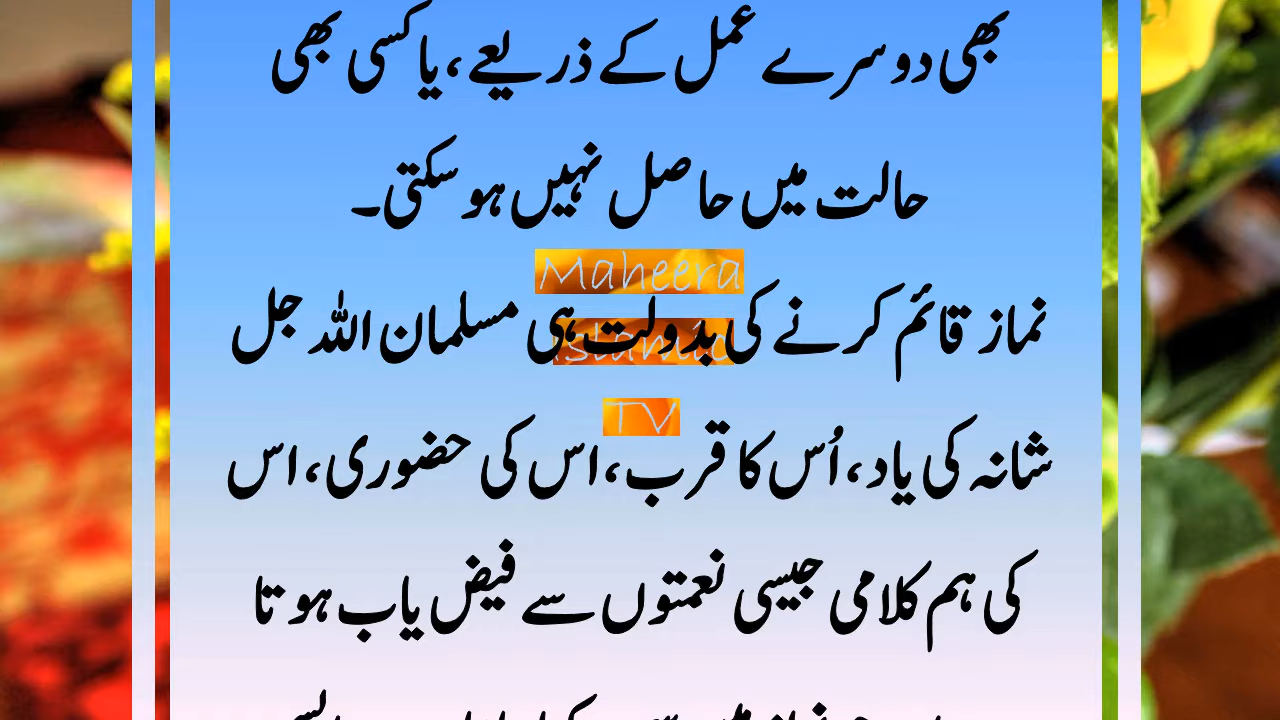 بھی دوسرے عمل کے ذریعے، یا کسی بھی
حالت میں حاصل نہیں ہو سکتی۔
Maheera
نماز قائم کرنے کی بدولت ہی مسلمان اللہ جل
Islamic
TV
شانہ کی یاد، اُس کا قرب، اس کی حضوری، اس
کی ہم کلامی جیسی نعمتوں سے فیض یاب ہوتا